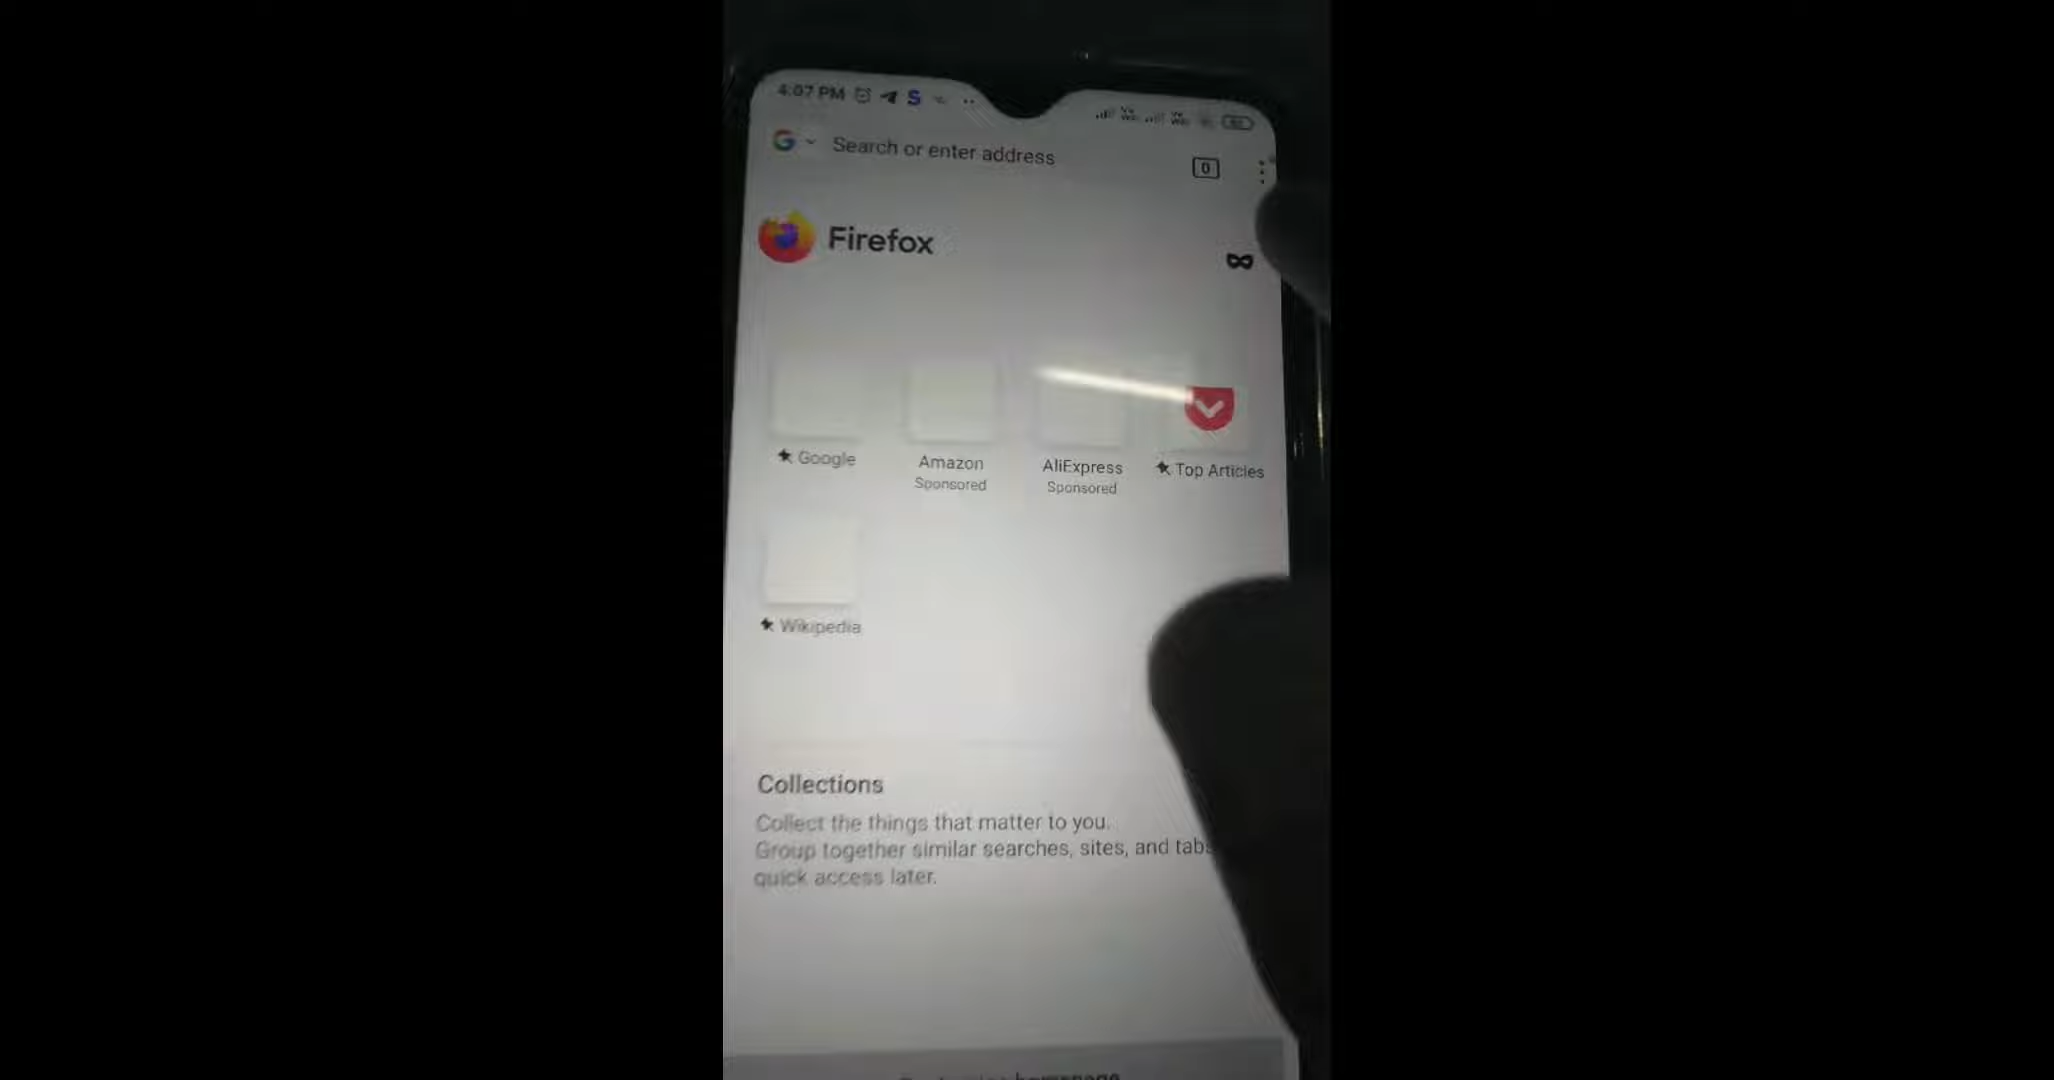 4:07 PM
S
Search or enter address
0
Firefox
Google
Amazon
Sponsored
AliExpress
Sponsored
Top Articles
Wikipedia
Collections
Collect the things that matter to you.
Group together similar searches, sites, and tabs
quick access later.
homepage